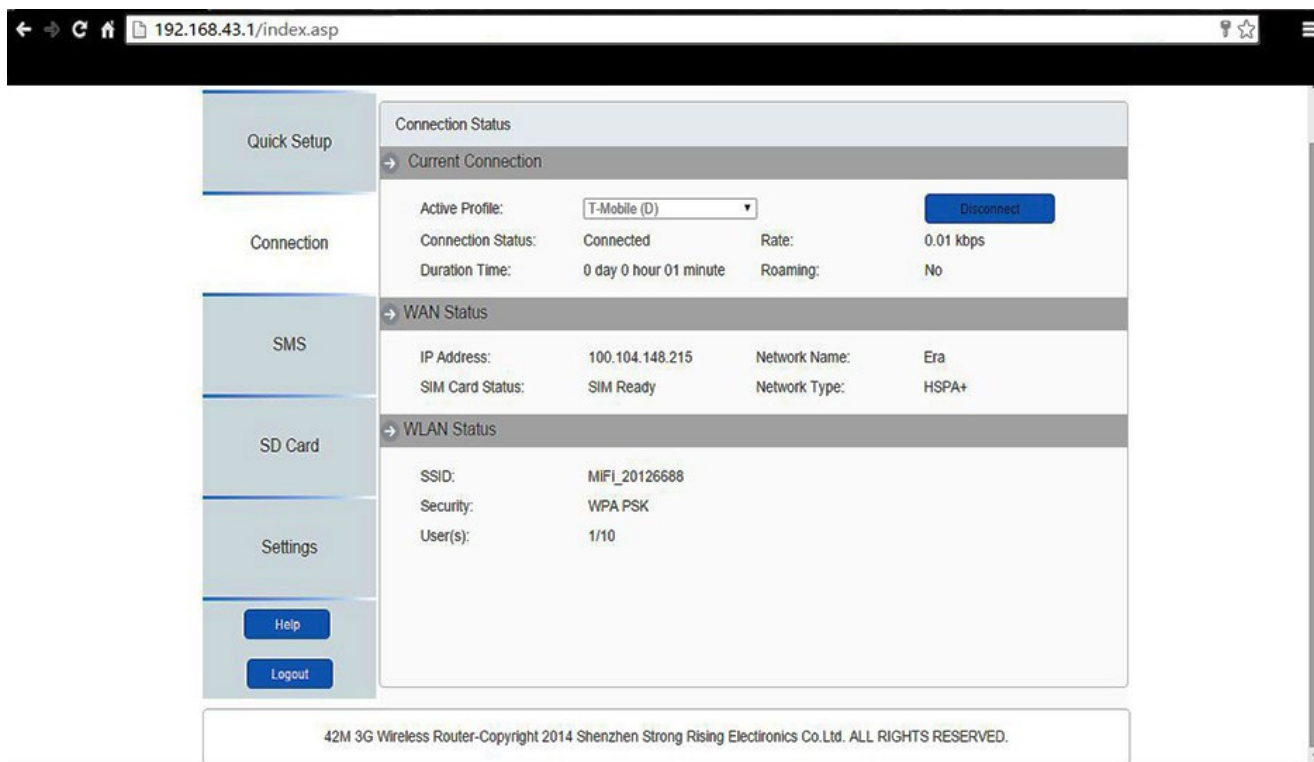 192.168.43.1/index.asp
Quick Setup
Connection
SMS
SD Card
Settings
Help
Logout
Connection Status
Current Connection
Active Profile: T-Mobile (D) Disconnect
Connection Status: Connected Rate: 0.01 kbps
Duration Time: 0 day 0 hour 01 minute Roaming: No
WAN Status
IP Address: 100.104.148.215 Network Name: Era
SIM Card Status: SIM Ready Network Type: HSPA+
WLAN Status
SSID: MiFi_20126688
Security: WPA PSK
User(s): 1/10
42M 3G Wireless Router-Copyright 2014 Shenzhen Strong Rising Electironics Co.Ltd. ALL RIGHTS RESERVED.